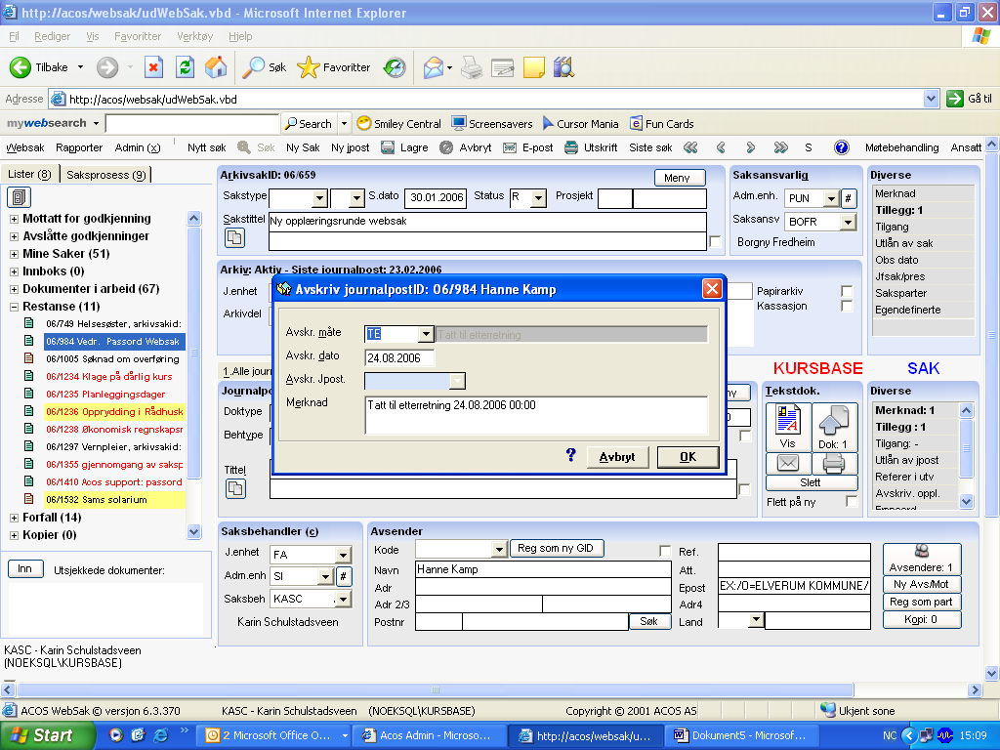 http://acos/websak/udWebSak.vbd - Microsoft Internet Explorer
Fil Rediger Vis Favoritter Verktøy Hjelp
Tilbake Søk Favoritter
Adresse http://acos/websak/udWebSak.vbd Gå til
mywebsearch Search Smiley Central Screensavers Cursor Mania Fun Cards
Websak Rapporter Admin (x) Nytt søk Søk Ny Sak Ny jpost Lagre Avbryt E-post Utskrift Siste søk S Møtebehandling Ansatt
Lister (8) Saksprosess (9)
Mottatt for godkjenning
Avslåtte godkjenninger
Mine Saker (51)
Innboks (0)
Dokumenter i arbeid (67)
Restanse (11)
06/749 Helsesøster, arkivsakid:
06/984 Vedr. Passord Websak
06/1005 Søknad om overføring
06/1234 Klage på dårlig kurs
06/1235 Planleggingsdager
06/1236 Opprydding i Rådhusk
06/1238 Økonomisk regnskapsr
06/1297 Vernpleier, arkivsakid:
06/1355 gjennomgang av saksp
06/1410 Acos support: passord
06/1532 Sams solarium
Forfall (14)
Kopier (0)
Inn Utsjekkede dokumenter:
KASC - Karin Schulstadsveen
(NOEKSQL\KURSBASE)
ArkivsakID: 06/659 Meny
Sakstype S.dato 30.01.2006 Status R Prosjekt
Sakstittel Ny opplæringsrunde websak
Saksansvarlig
Adm.enh. PUN #
Saksansv BOFR
Borgny Fredheim
Diverse
Merknad
Tillegg: 1
Tilgang
Utlån av sak
Obs dato
Jfsak/pres
Saksparter
Egendefinerte
Arkiv: Aktiv - Siste journalpost: 23.02.2006
J.enhet
Arkivdel
Papirarkiv
Kassasjon
Avskriv journalpostID: 06/984 Hanne Kamp
Avskr. måte TE Tatt til etterretning
Avskr. dato 24.08.2006
Avskr. Jpost.
Merknad Tatt til etterretning 24.08.2006 00:00
? Avbryt OK
1.Alle jour
KURSBASE SAK
Journalpo ny
Doktype 0
Behtype
Tittel
Tekstdok.
Vis Dok: 1
Slett
Flett på ny
Diverse
Merknad: 1
Tillegg : 1
Tilgang: -
Utlån av jpost
Referer i utv
Avskriv. oppl.
Saksbehandler (c)
J.enhet FA
Adm.enh SI #
Saksbeh KASC
Karin Schulstadsveen
Avsender
Kode Reg som ny GID Ref.
Navn Hanne Kamp Att.
Adr Epost EX:/O=ELVERUM KOMMUNE/
Adr 2/3 Adr4
Postnr Søk Land
Avsendere: 1
Ny Avs/Mot
Reg som part
Kopi: 0
ACOS WebSak © versjon 6.3.370 KASC - Karin Schulstadsveen (NOEKSQL\KURSBASE) Copyright © 2001 ACOS AS Ukjent sone
Start 2 Microsoft Office O... Acos Admin - Microso... http://acos/websak/u... Dokument5 - Microsof... NC 15:09